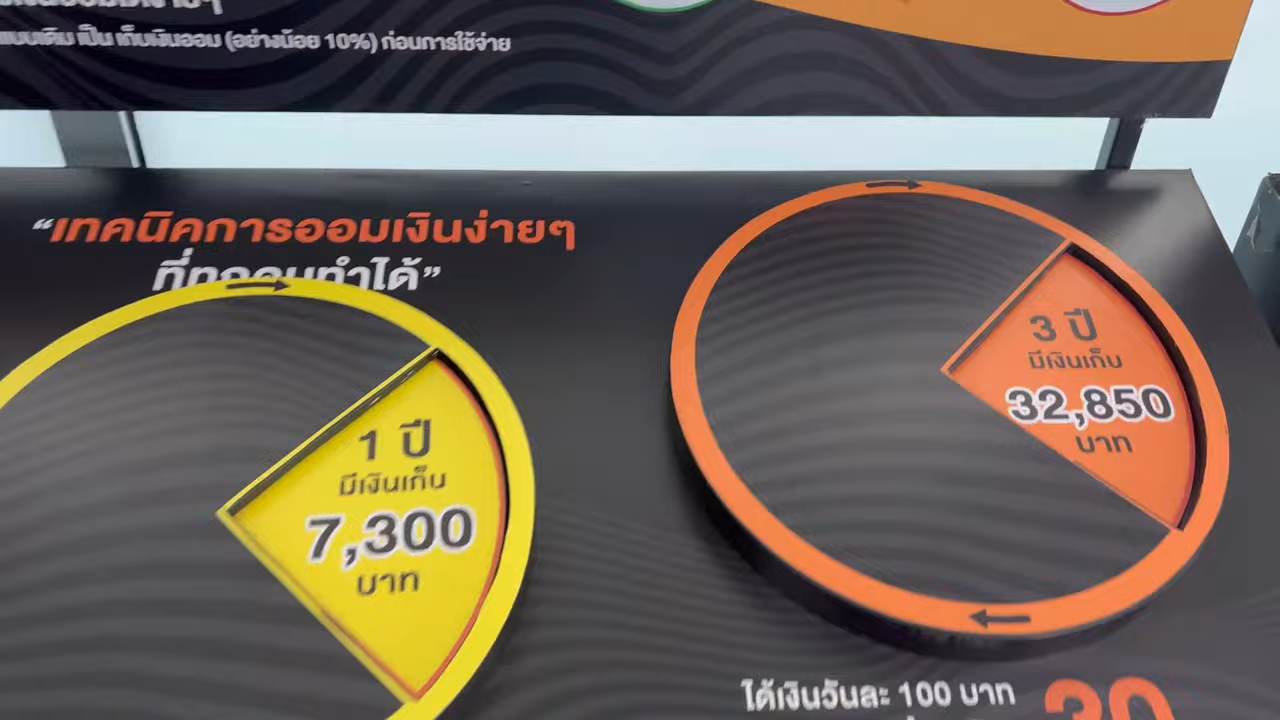 แบบเดิม เป็น เก็บเงินออม (อย่างน้อย 10%) ก่อนการใช้จ่าย
“เทคนิคการออมเงินง่ายๆ
ที่ทุกคนทำได้”
1 ปี
มีเงินเก็บ
7,300
บาท
3 ปี
มีเงินเก็บ
32,850
บาท
ได้เงินวันละ 100 บาท